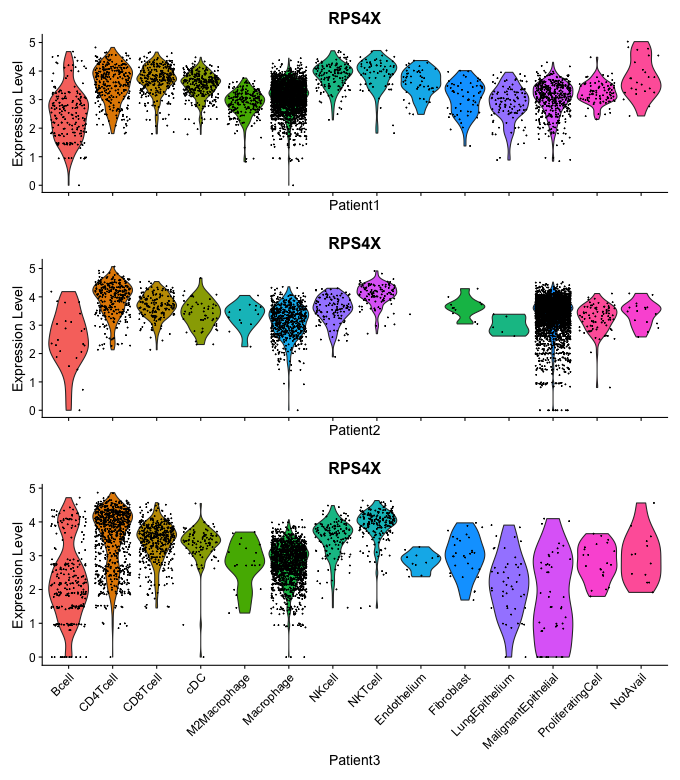 RPS4X
Expression Level
5
4
3
2
1
0
Patient1
RPS4X
Expression Level
5
4
3
2
1
0
Patient2
RPS4X
Expression Level
5
4
3
2
1
0
Bcell
CD4Tcell
CD8Tcell
cDC
M2Macrophage
Macrophage
NKcell
NKTcell
Endothelium
Fibroblast
LungEpithelium
MalignantEpithelial
ProliferatingCell
NotAvail
Patient3